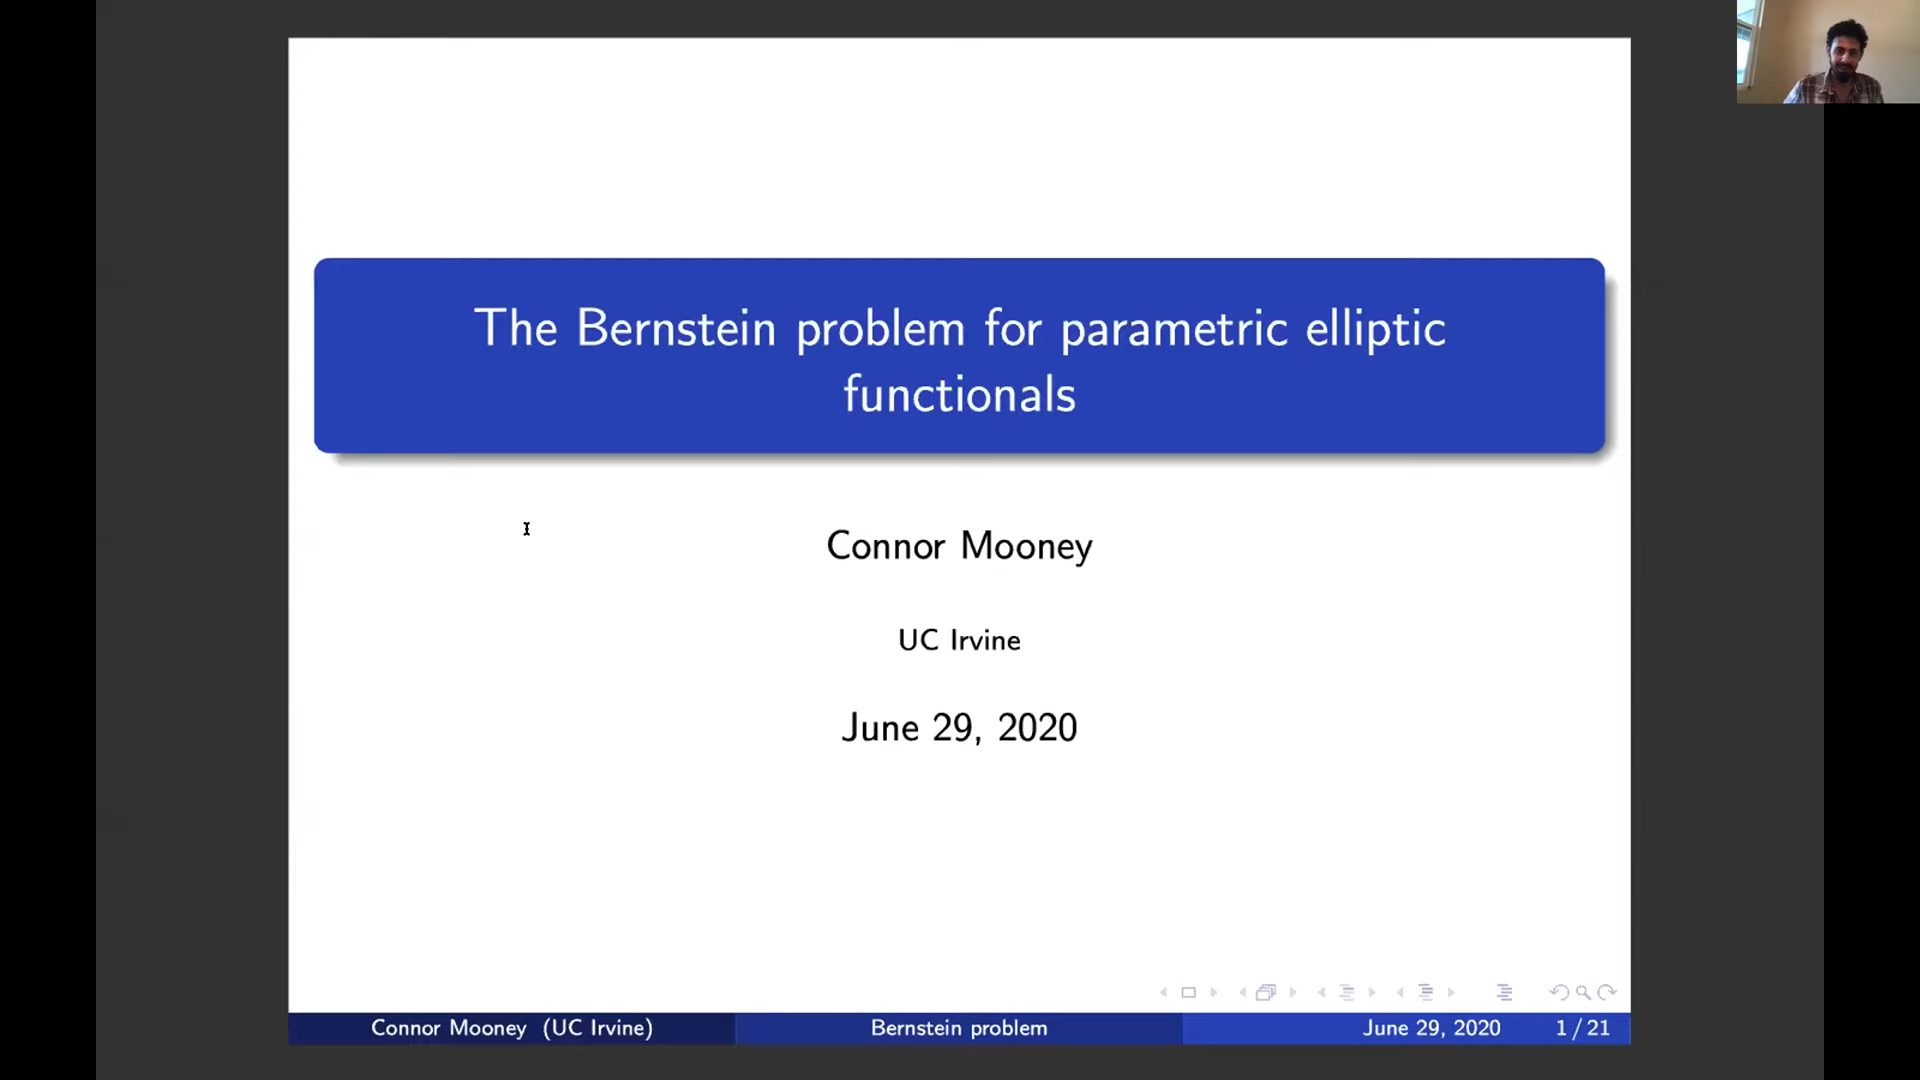 The Bernstein problem for parametric elliptic
functionals
Connor Mooney
UC Irvine
June 29, 2020
Connor Mooney (UC Irvine)
Bernstein problem
June 29, 2020
1 / 21